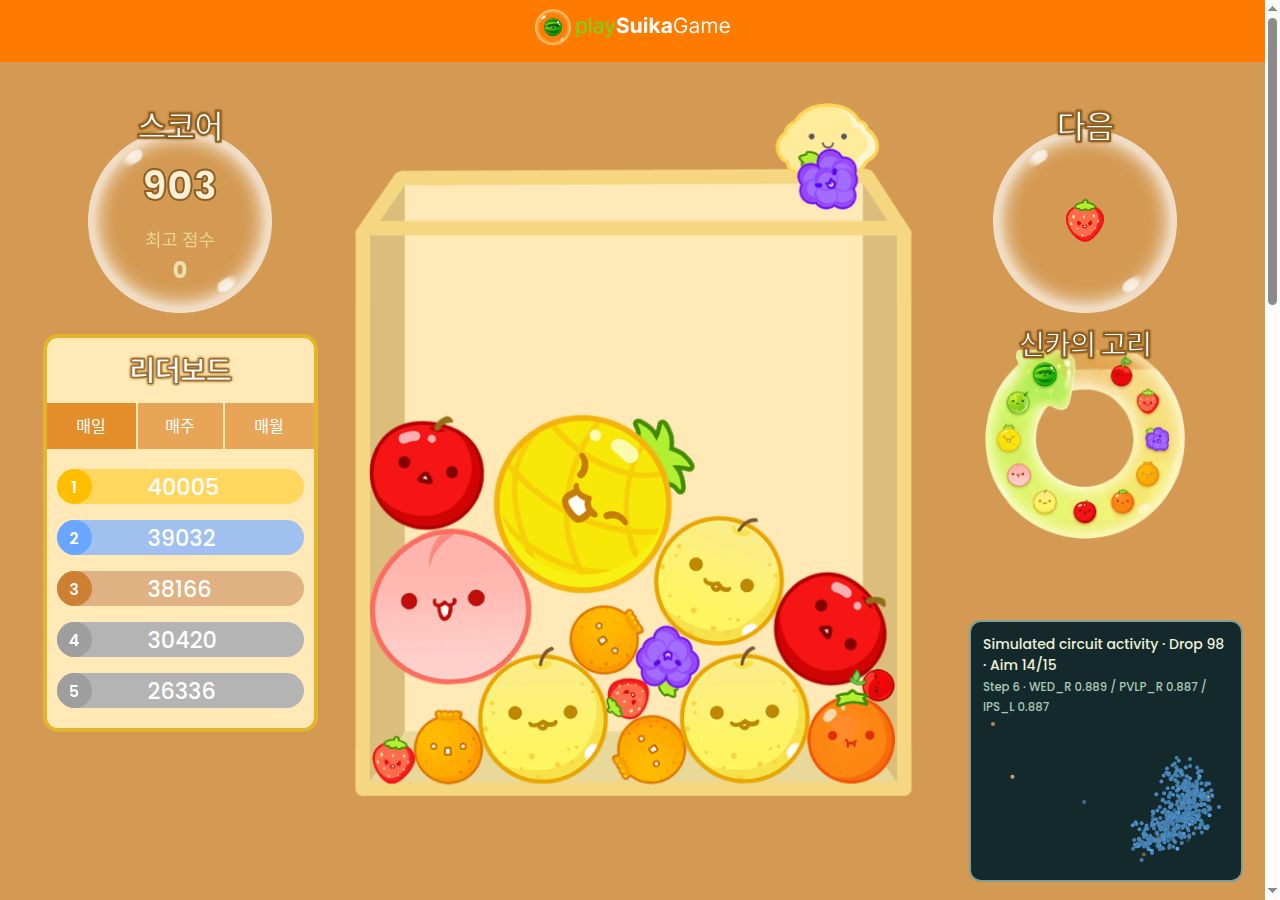 playSuikaGame
스코어
903
최고 점수
0
다음
신카의 고리
리더보드
매일
매주
매월
1 40005
2 39032
3 38166
4 30420
5 26336
Simulated circuit activity · Drop 98
· Aim 14/15
Step 6 · WED_R 0.889 / PVLP_R 0.887 /
IPS_L 0.887